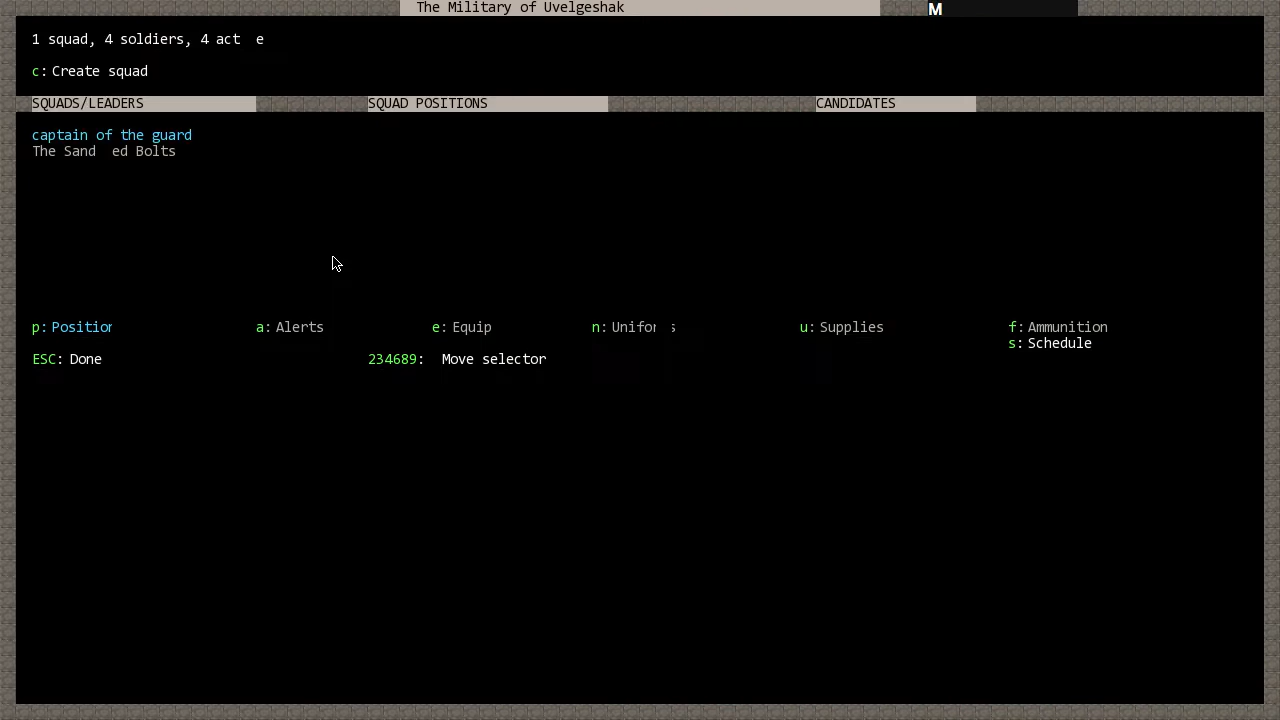 The Military of Uvelgeshak
M
1 squad, 4 soldiers, 4 act e
c: Create squad
SQUADS/LEADERS SQUAD POSITIONS CANDIDATES
captain of the guard
The Sand ed Bolts
p: Position a: Alerts e: Equip n: Unifor s u: Supplies f: Ammunition
s: Schedule
ESC: Done 234689: Move selector